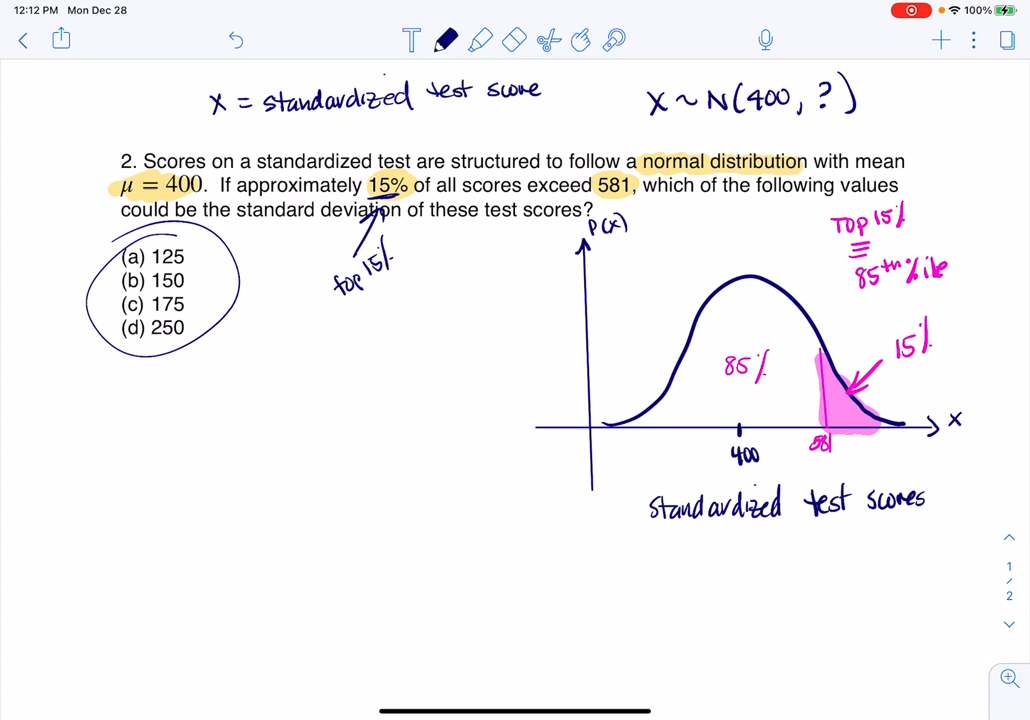 12:12 PM Mon Dec 28
100%
T
X = standardized test score
X ~ N(400, ?)
2. Scores on a standardized test are structured to follow a normal distribution with mean
μ = 400. If approximately 15% of all scores exceed 581, which of the following values
could be the standard deviation of these test scores?
(a) 125
(b) 150
(c) 175
(d) 250
top 15%
P(X)
TOP 15%
≡
85th %ile
15%
85%
X
400
581
standardized test scores
1
/
2